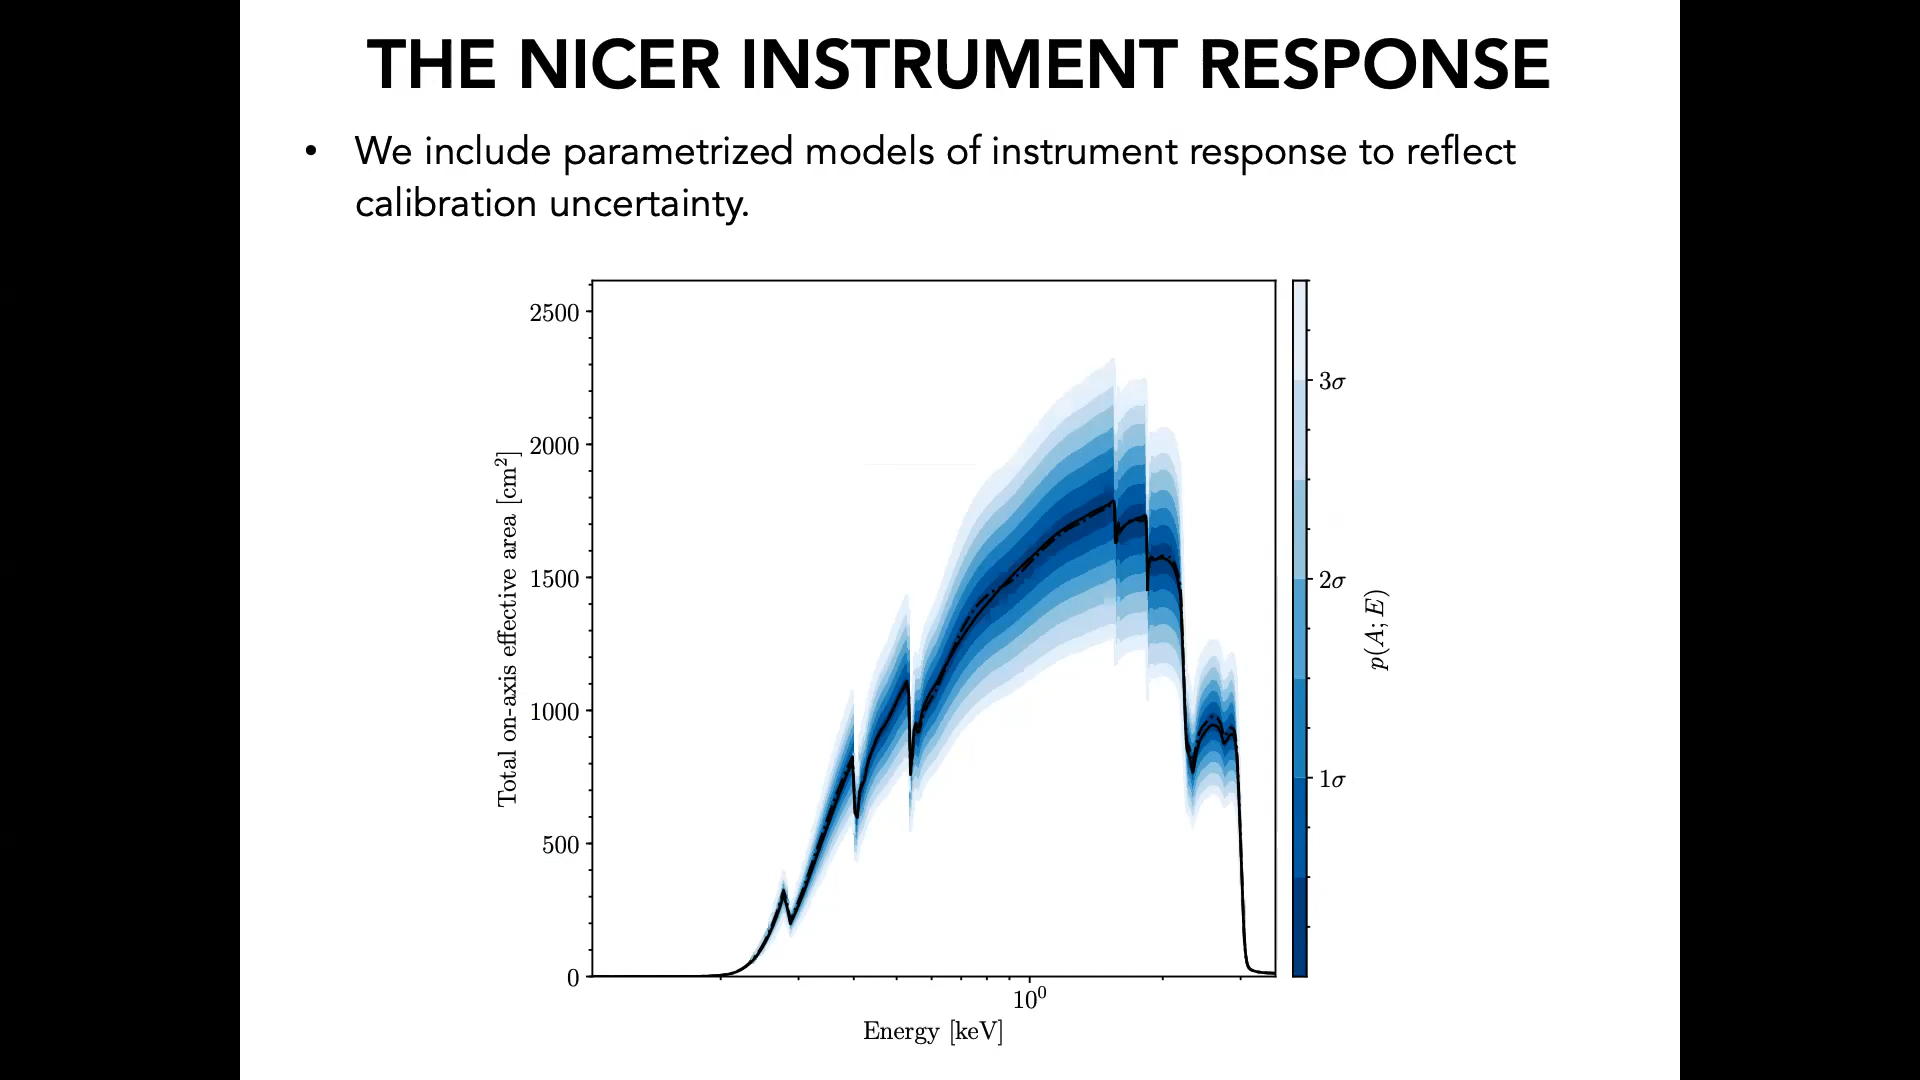 THE NICER INSTRUMENT RESPONSE
• We include parametrized models of instrument response to reflect
calibration uncertainty.
2500
2000
1500
1000
500
0
Total on-axis effective area [cm²]
10⁰
Energy [keV]
3σ
2σ
1σ
p(A; E)